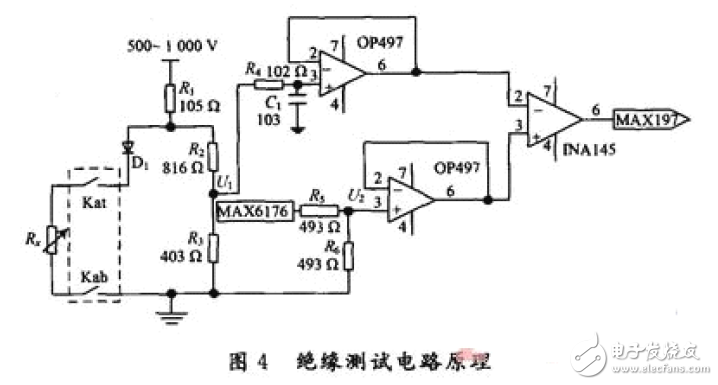 500~1 000 V
R₁
105 Ω
D₁
R₂
816 Ω
U₁
R₃
403 Ω
Kat
Rₓ
Kab
R₄ 102 Ω
C₁
103
2
3
7
6
4
OP497
MAX6176
R₅
493 Ω
U₂
R₆
493 Ω
2
3
7
6
4
OP497
2
3
7
6
4
INA145
MAX197
图 4 绝缘测试电路原理
电子发烧友
www.elecfans.com